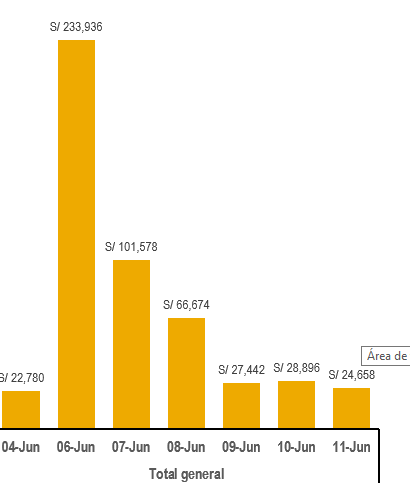 S/ 233,936
S/ 101,578
S/ 66,674
Área de
S/ 22,780
S/ 27,442
S/ 28,896
S/ 24,658
04-Jun 06-Jun 07-Jun 08-Jun 09-Jun 10-Jun 11-Jun
Total general